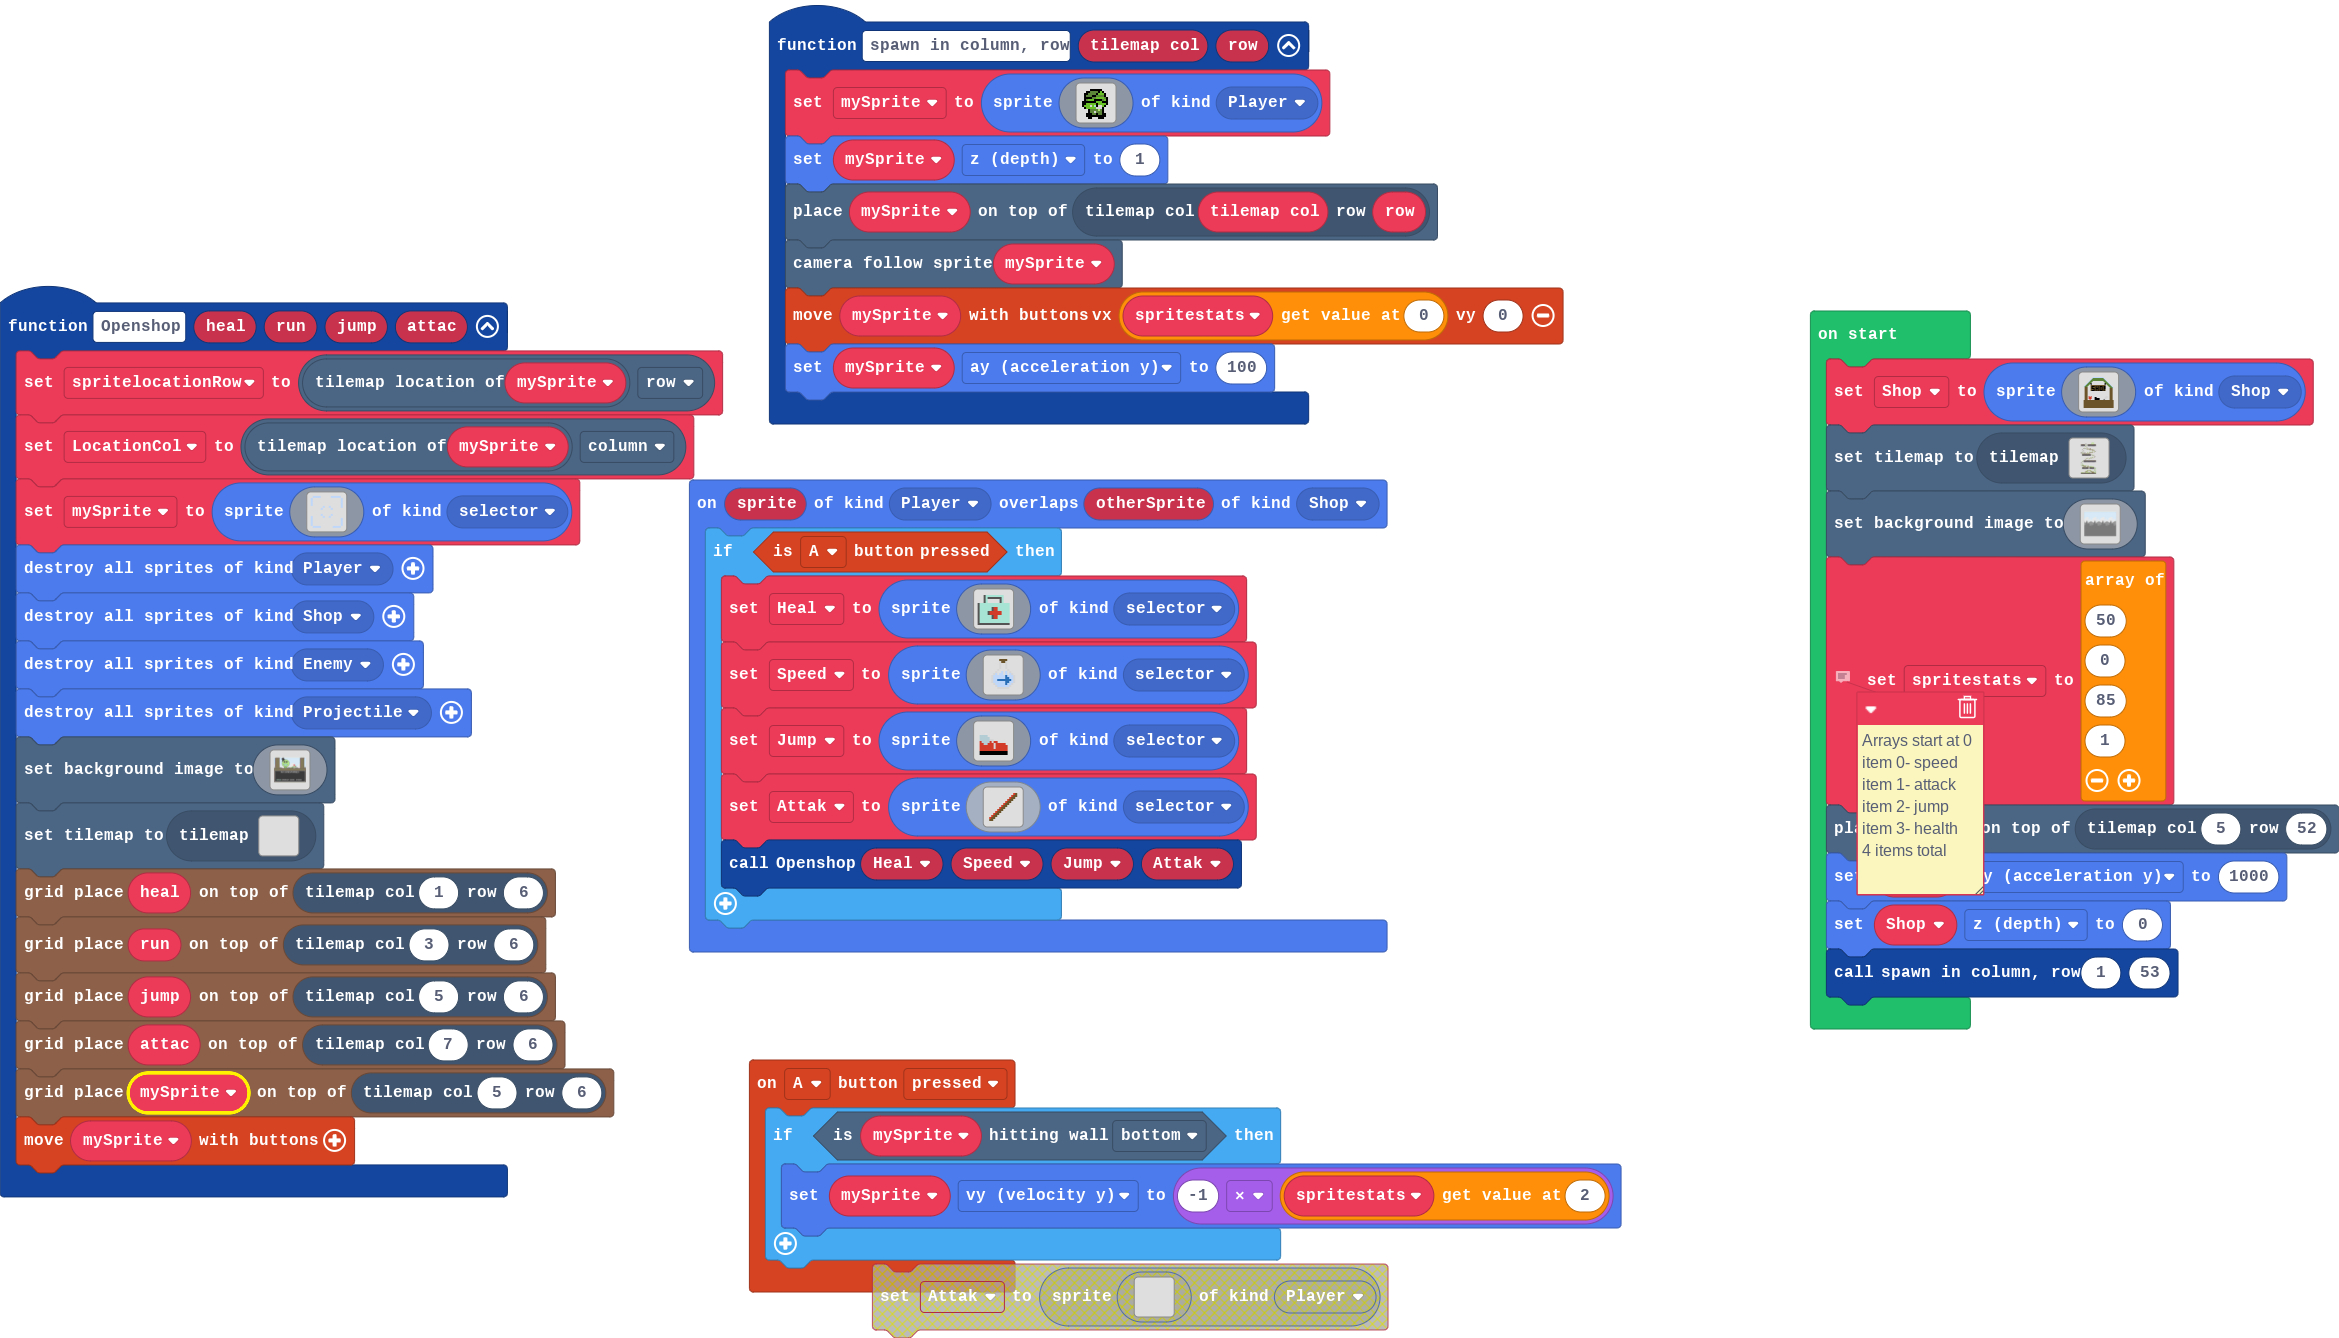 function spawn in column, row tilemap col row
set mySprite to sprite of kind Player
set mySprite z (depth) to 1
place mySprite on top of tilemap col tilemap col row row
camera follow sprite mySprite
move mySprite with buttons vx spritestats get value at 0 vy 0
set mySprite ay (acceleration y) to 100
function Openshop heal run jump attac
set spritelocationRow to tilemap location of mySprite row
set LocationCol to tilemap location of mySprite column
set mySprite to sprite of kind selector
destroy all sprites of kind Player
destroy all sprites of kind Shop
destroy all sprites of kind Enemy
destroy all sprites of kind Projectile
set background image to
set tilemap to tilemap
grid place heal on top of tilemap col 1 row 6
grid place run on top of tilemap col 3 row 6
grid place jump on top of tilemap col 5 row 6
grid place attac on top of tilemap col 7 row 6
grid place mySprite on top of tilemap col 5 row 6
move mySprite with buttons
on sprite of kind Player overlaps otherSprite of kind Shop
if is A button pressed then
set Heal to sprite of kind selector
set Speed to sprite of kind selector
set Jump to sprite of kind selector
set Attak to sprite of kind selector
call Openshop Heal Speed Jump Attak
on A button pressed
if is mySprite hitting wall bottom then
set mySprite vy (velocity y) to -1 × spritestats get value at 2
set Attak to sprite of kind Player
on start
set Shop to sprite of kind Shop
set tilemap to tilemap
set background image to
set spritestats to array of
50
0
85
1
Arrays start at 0
item 0- speed
item 1- attack
item 2- jump
item 3- health
4 items total
on top of tilemap col 5 row 52
(acceleration y) to 1000
set Shop z (depth) to 0
call spawn in column, row 1 53